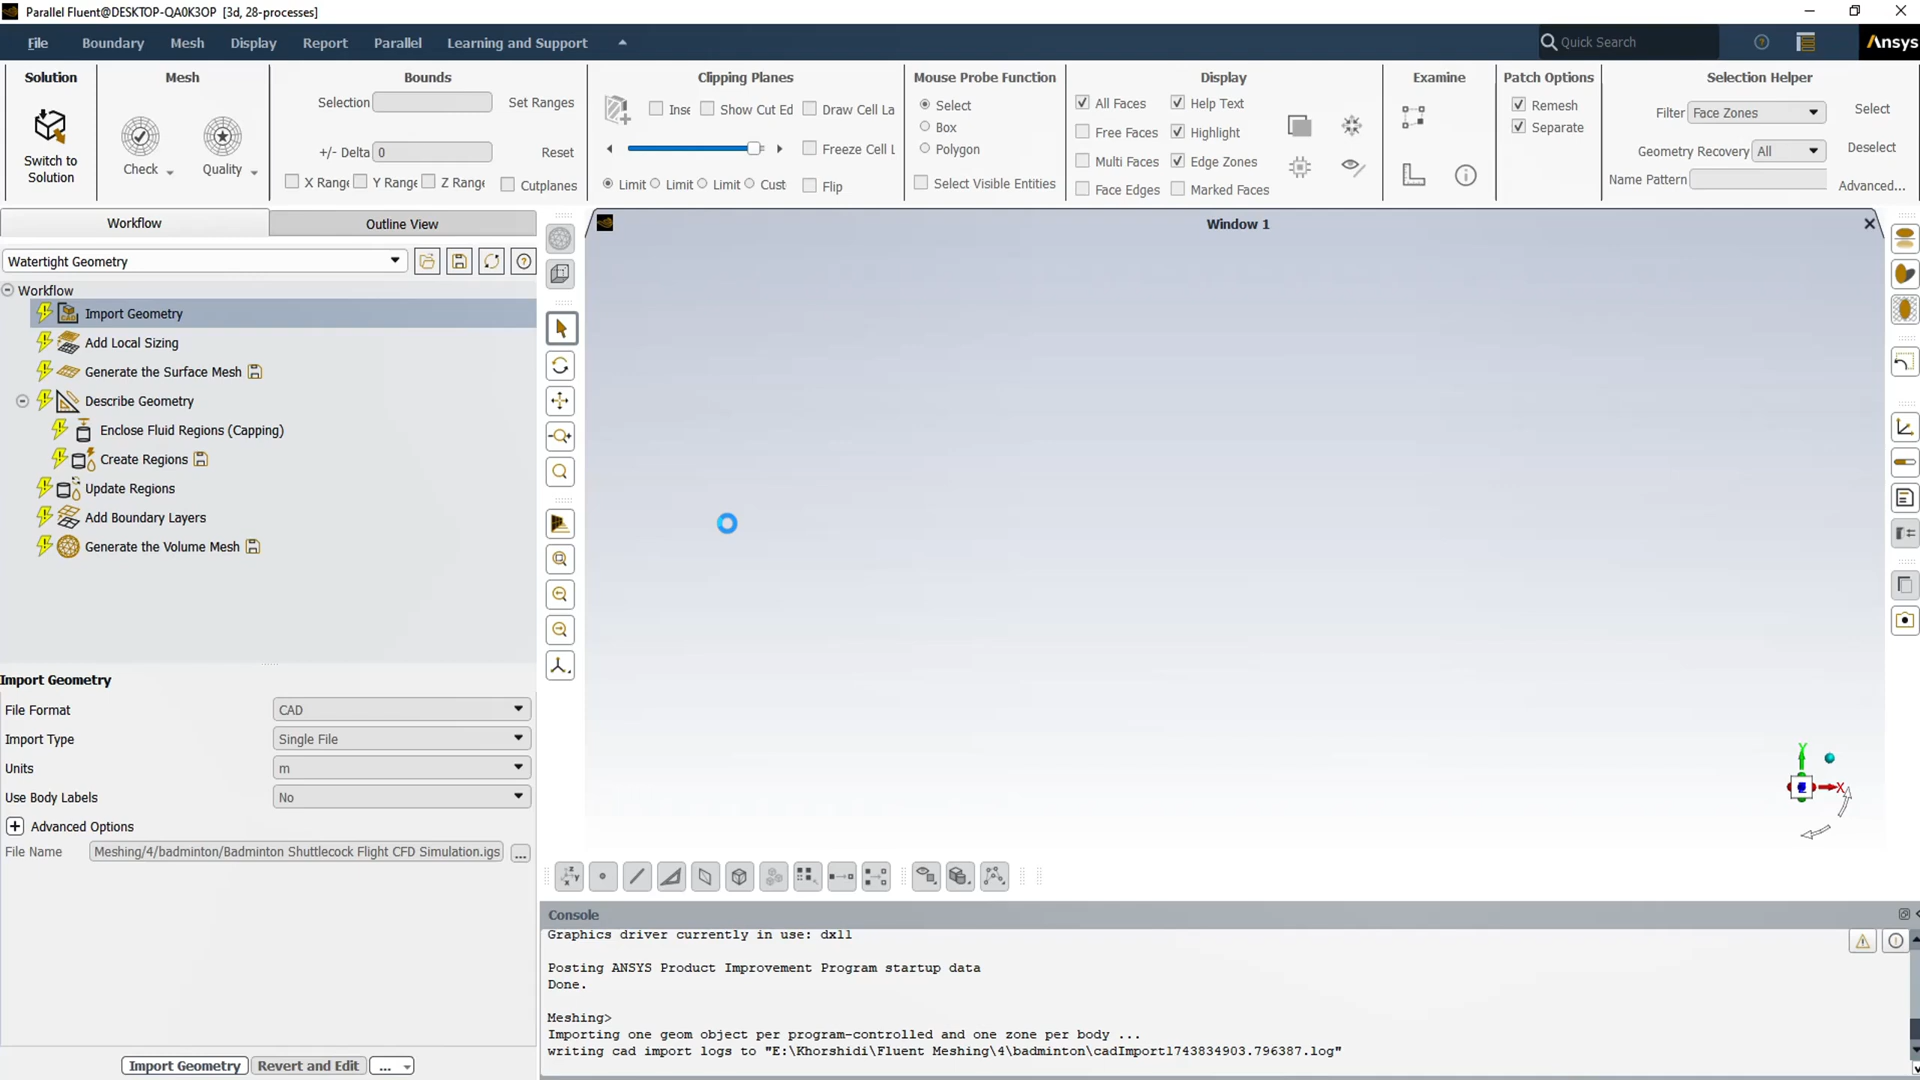 Parallel Fluent@DESKTOP-QA0K3OP [3d, 28-processes]
File Boundary Mesh Display Report Parallel Learning and Support Quick Search Ansys
Solution
Switch to
Solution
Mesh
Check
Quality
Bounds
Selection Set Ranges
+/- Delta 0 Reset
X Range Y Range Z Range Cutplanes
Clipping Planes
Inse Show Cut Ed Draw Cell La
Freeze Cell L
Limit Limit Limit Cust Flip
Mouse Probe Function
Select
Box
Polygon
Select Visible Entities
Display
All Faces Help Text
Free Faces Highlight
Multi Faces Edge Zones
Face Edges Marked Faces
Examine
Patch Options
Remesh
Separate
Selection Helper
Filter Face Zones Select
Geometry Recovery All Deselect
Name Pattern Advanced...
Workflow Outline View
Watertight Geometry
Workflow
Import Geometry
Add Local Sizing
Generate the Surface Mesh
Describe Geometry
Enclose Fluid Regions (Capping)
Create Regions
Update Regions
Add Boundary Layers
Generate the Volume Mesh
Import Geometry
File Format CAD
Import Type Single File
Units m
Use Body Labels No
Advanced Options
File Name Meshing/4/badminton/Badminton Shuttlecock Flight CFD Simulation.igs ...
Import Geometry Revert and Edit ...
Window 1
Y
Z X
Console
Graphics driver currently in use: dx11
Posting ANSYS Product Improvement Program startup data
Done.
Meshing>
Importing one geom object per program-controlled and one zone per body ...
writing cad import logs to "E:\Khorshidi\Fluent Meshing\4\badminton\cadImport1743834903.796387.log"